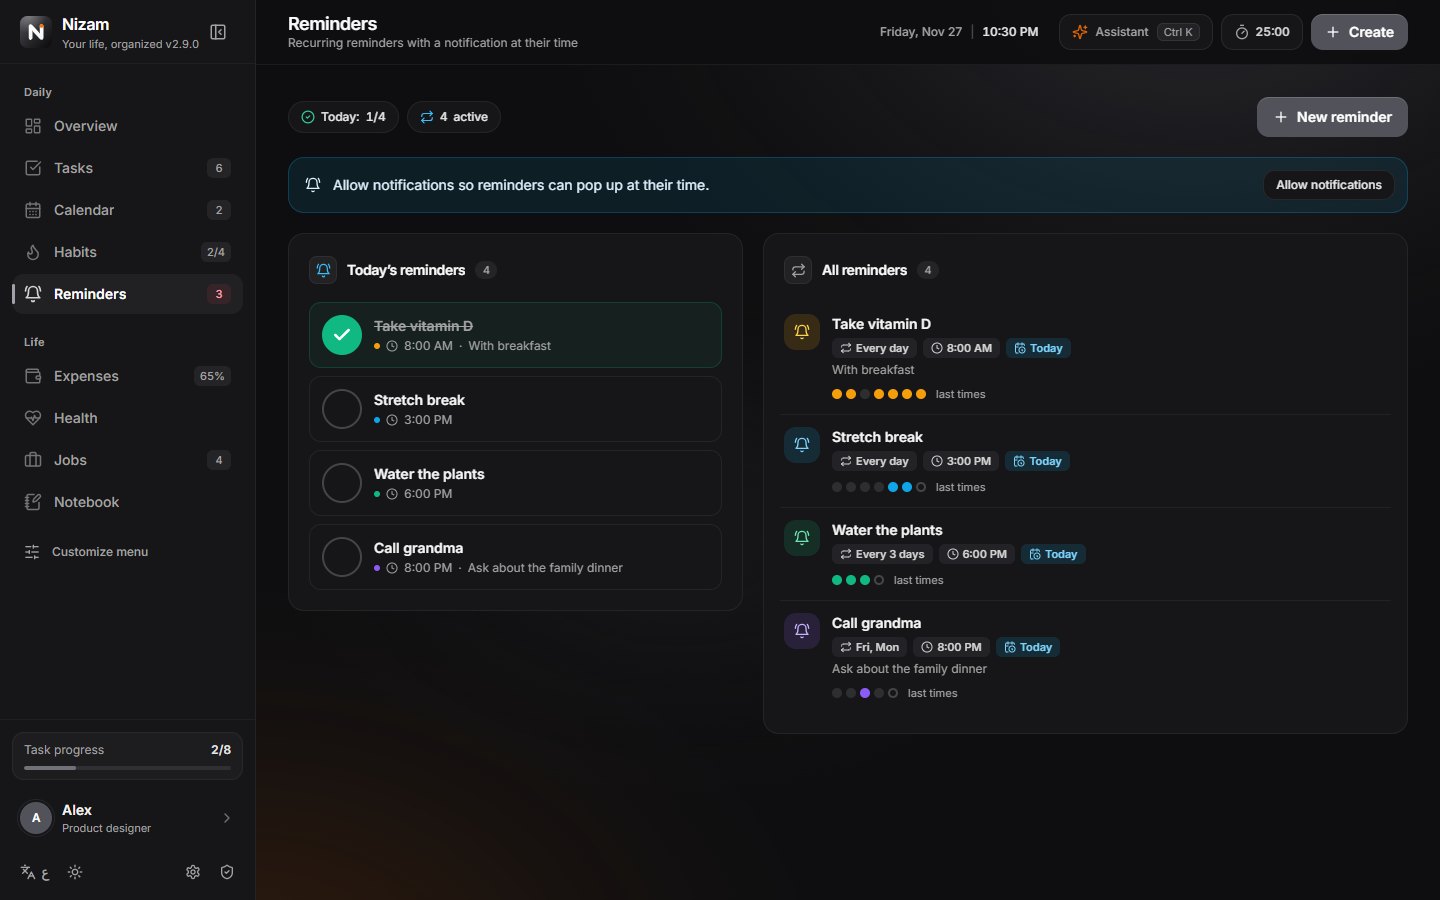 Nizam
Your life, organized v2.9.0
Daily
Overview
Tasks 6
Calendar 2
Habits 2/4
Reminders 3
Life
Expenses 65%
Health
Jobs 4
Notebook
Customize menu
Task progress 2/8
A
Alex
Product designer
ع
Reminders
Recurring reminders with a notification at their time
Friday, Nov 27 | 10:30 PM
Assistant Ctrl K
25:00
+ Create
Today: 1/4
4 active
+ New reminder
Allow notifications so reminders can pop up at their time.
Allow notifications
Today's reminders 4
Take vitamin D
8:00 AM · With breakfast
Stretch break
3:00 PM
Water the plants
6:00 PM
Call grandma
8:00 PM · Ask about the family dinner
All reminders 4
Take vitamin D
Every day 8:00 AM Today
With breakfast
last times
Stretch break
Every day 3:00 PM Today
last times
Water the plants
Every 3 days 6:00 PM Today
last times
Call grandma
Fri, Mon 8:00 PM Today
Ask about the family dinner
last times